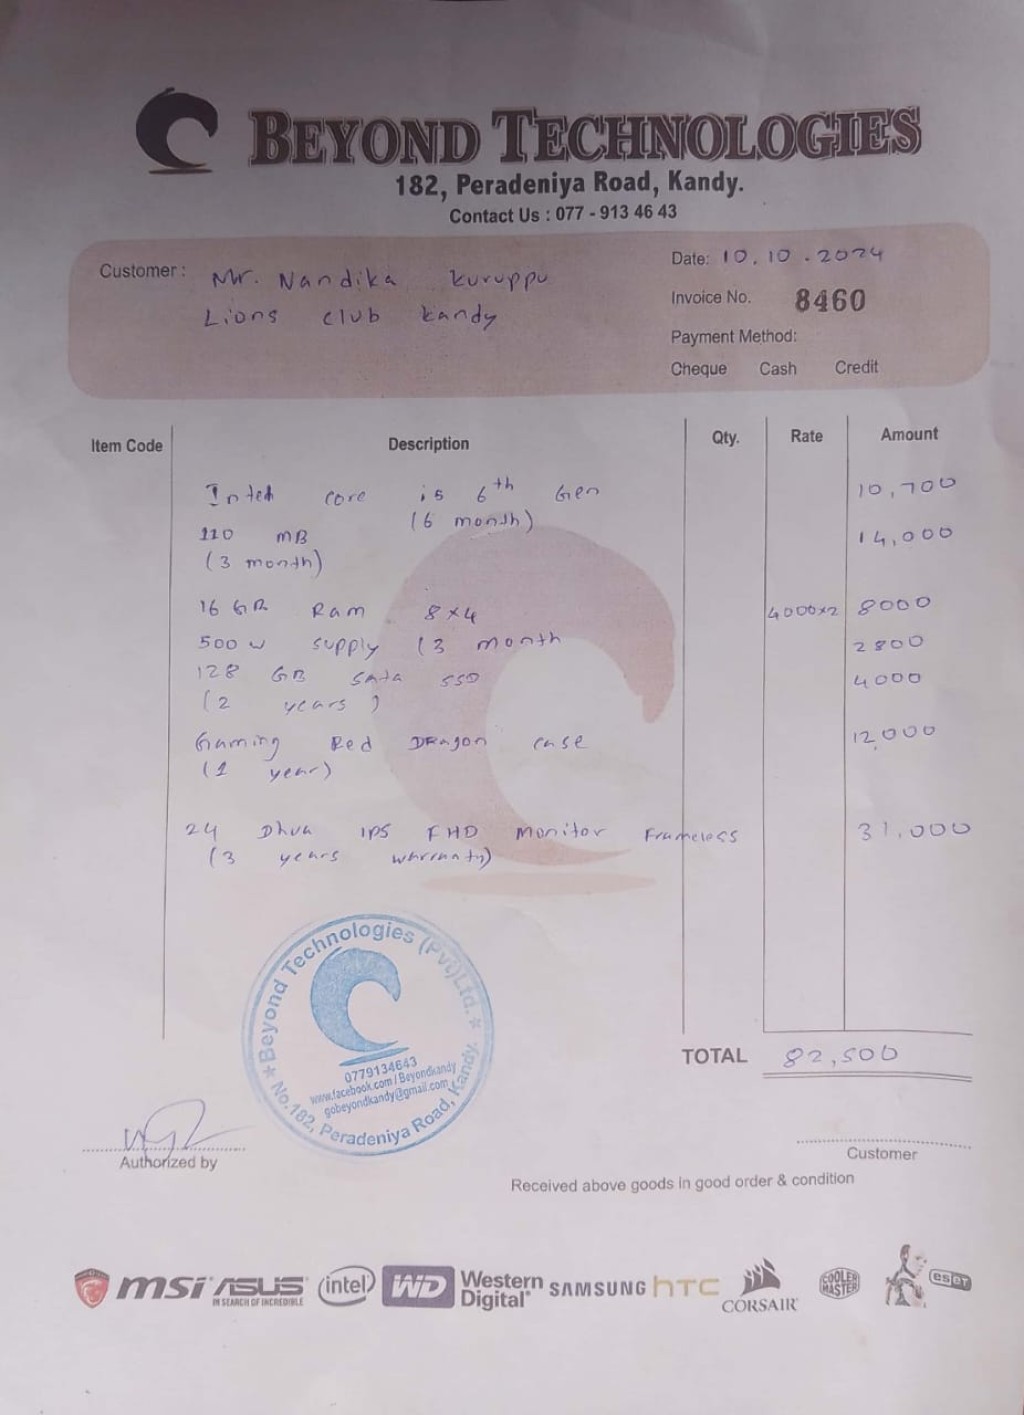 BEYOND TECHNOLOGIES
182, Peradeniya Road, Kandy.
Contact Us : 077 - 913 46 43
Customer : Mr. Nandika Kuruppu
Lions club kandy
Date: 10.10.2024
Invoice No. 8460
Payment Method:
Cheque Cash Credit
Item Code Description Qty. Rate Amount
Intel core i5 6th Gen 10,700
(6 month)
110 MB 14,000
(3 month)
16 GB Ram 8x4 4000x2 8000
500 w supply (3 month 2800
128 GB Sata SSD 4000
(2 years)
Gaming Red DRagon case 12,000
(1 year)
24 Dhua IPS FHD Monitor Frameless 31,000
(3 years warranty)
TOTAL 82,500
★Beyond Technologies (Pvt)Ltd.★
0779134643
www.facebook.com/Beyondkandy
gobeyondkandy@gmail.com
No.182, Peradeniya Road, Kandy.
Authorized by
Customer
Received above goods in good order & condition
msi ASUS IN SEARCH OF INCREDIBLE intel WD Western Digital SAMSUNG hTC CORSAIR COOLER MASTER eset